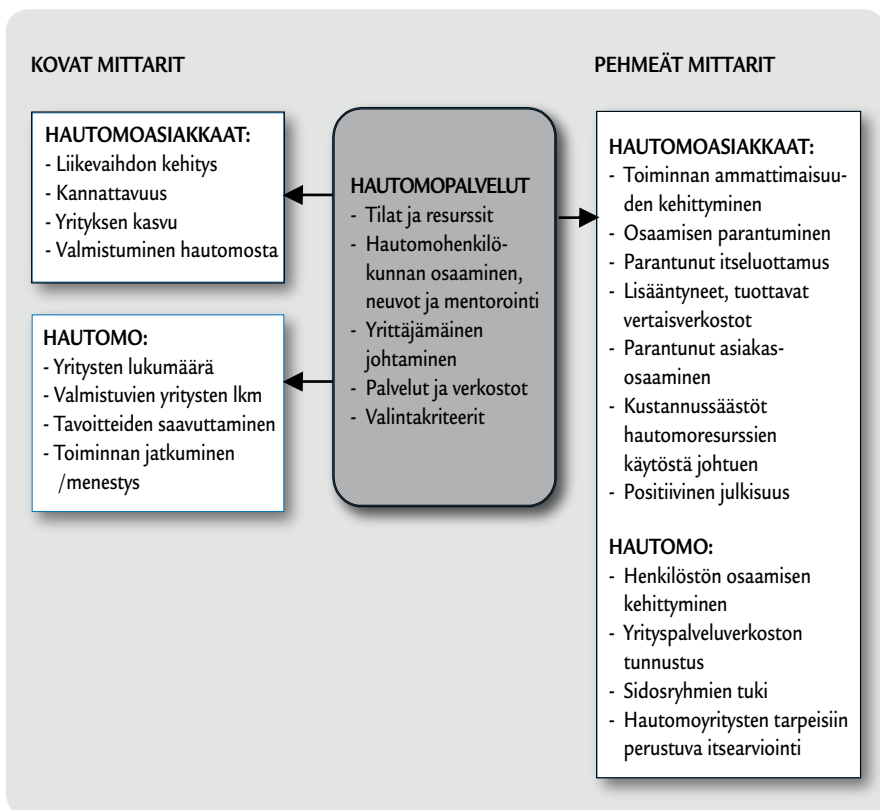 KOVAT MITTARIT
HAUTOMOASIAKKAAT:
- Liikevaihdon kehitys
- Kannattavuus
- Yrityksen kasvu
- Valmistuminen hautomosta
HAUTOMO:
- Yritysten lukumäärä
- Valmistuvien yritysten lkm
- Tavoitteiden saavuttaminen
- Toiminnan jatkuminen
/menestys
HAUTOMOPALVELUT
- Tilat ja resurssit
- Hautomohenkilö-
kunnan osaaminen,
neuvot ja mentorointi
- Yrittäjämäinen
johtaminen
- Palvelut ja verkostot
- Valintakriteerit
PEHMEÄT MITTARIT
HAUTOMOASIAKKAAT:
- Toiminnan ammattimaisuu-
den kehittyminen
- Osaamisen parantuminen
- Parantunut itseluottamus
- Lisääntyneet, tuottavat
vertaisverkostot
- Parantunut asiakas-
osaaminen
- Kustannussäästöt
hautomoresurssien
käytöstä johtuen
- Positiivinen julkisuus
HAUTOMO:
- Henkilöstön osaamisen
kehittyminen
- Yrityspalveluverkoston
tunnustus
- Sidosryhmien tuki
- Hautomoyritysten tarpeisiin
perustuva itsearviointi